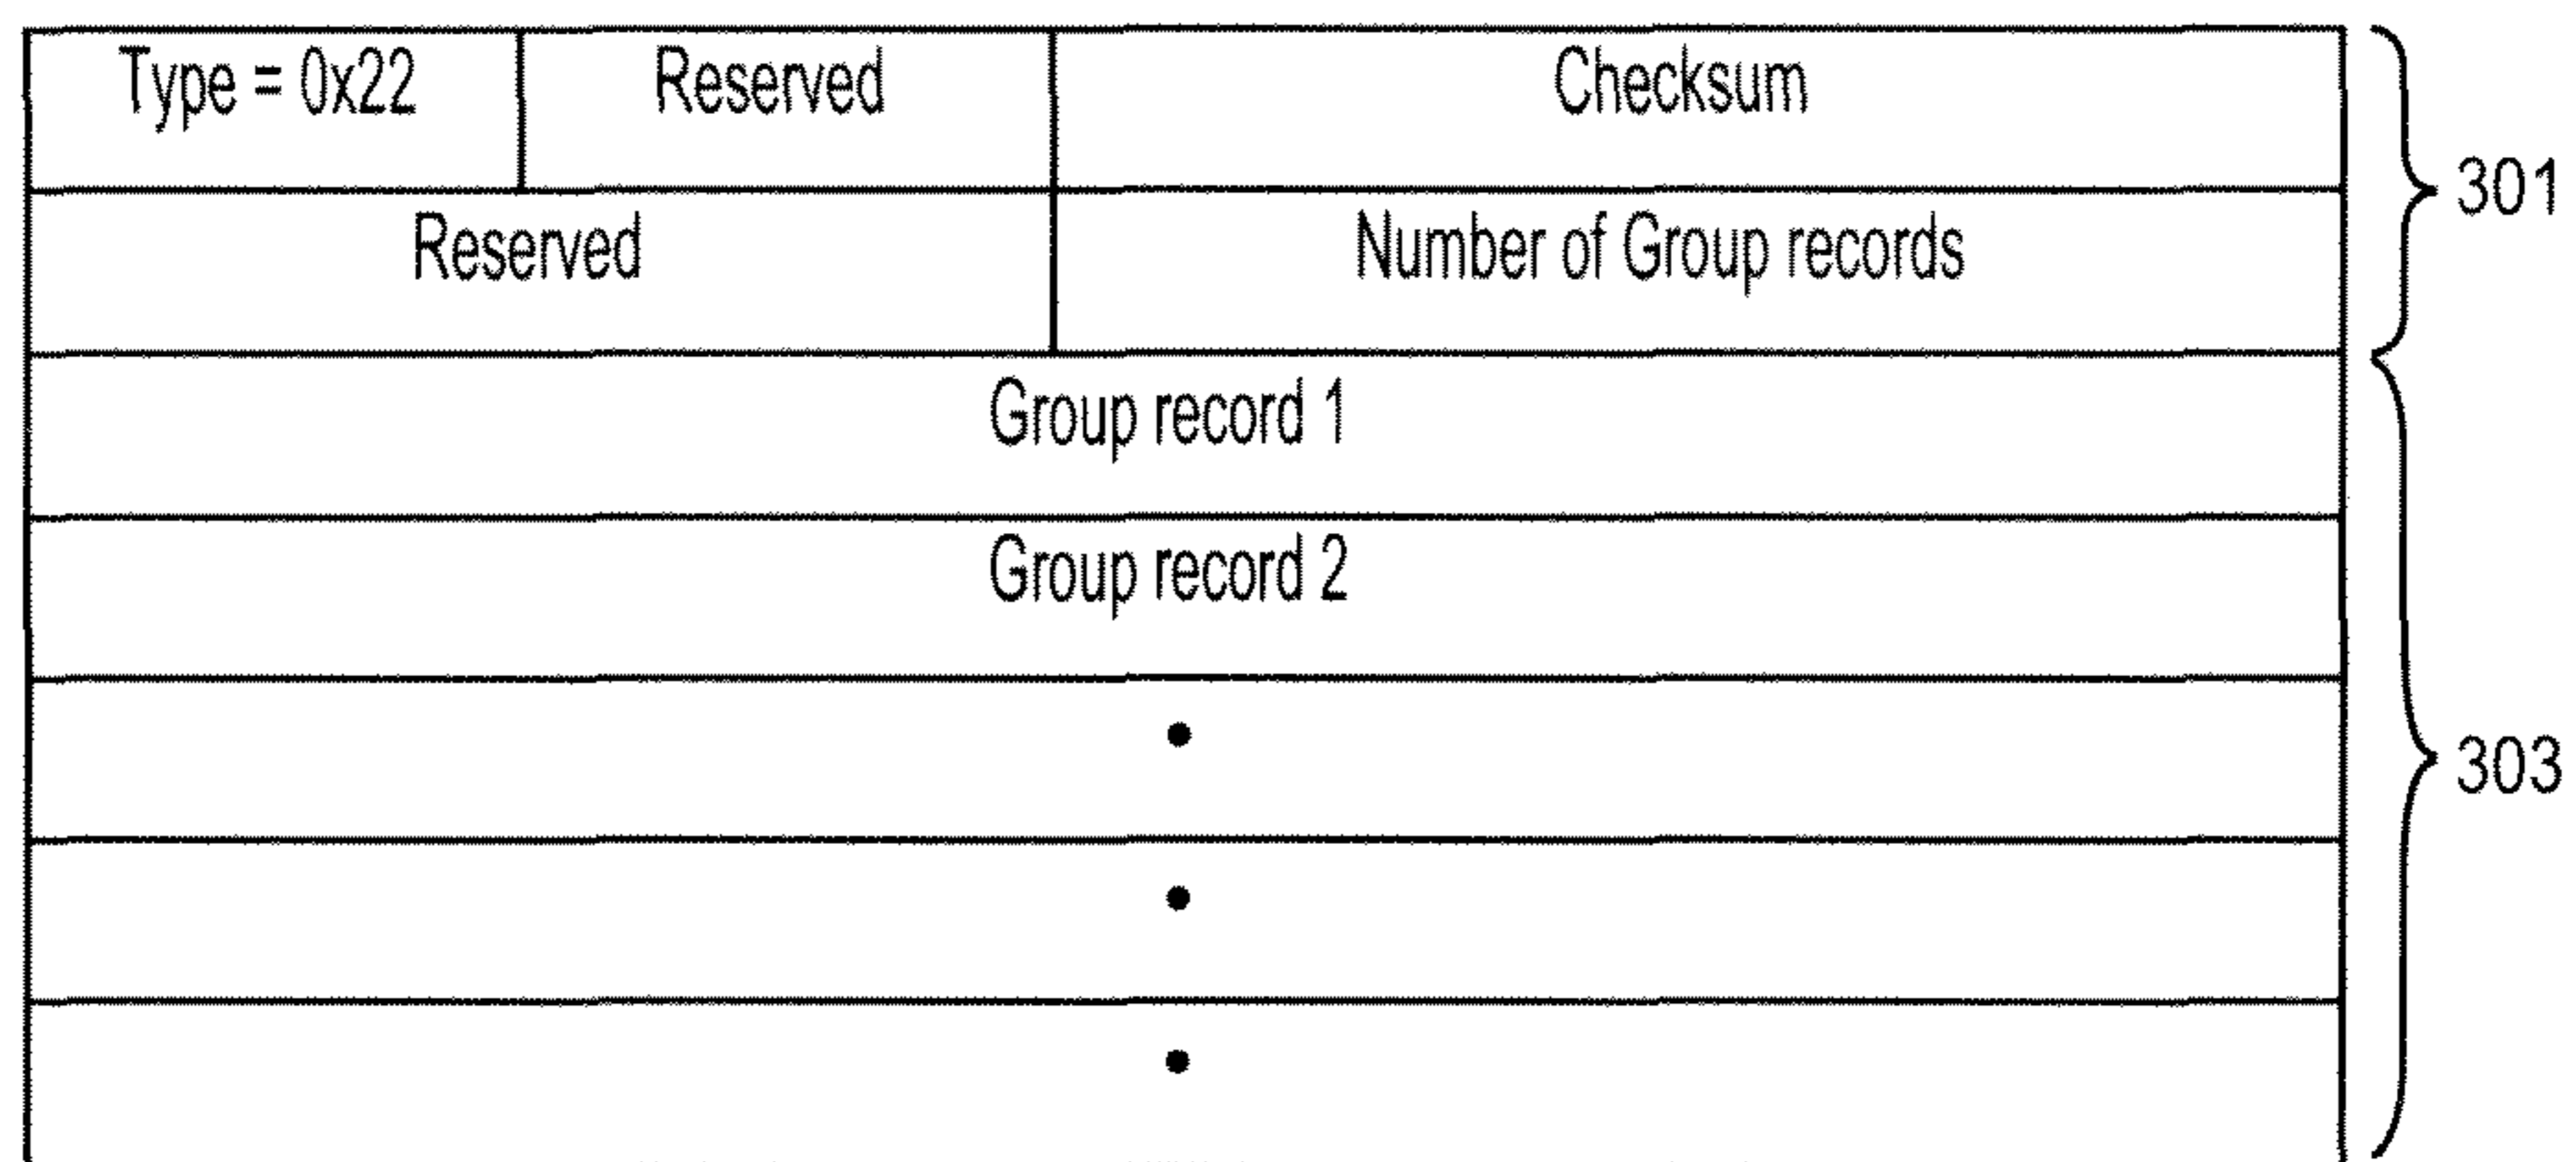 Type = 0x22 Reserved Checksum
301
Reserved Number of Group records
Group record 1
Group record 2
•
303
•
•